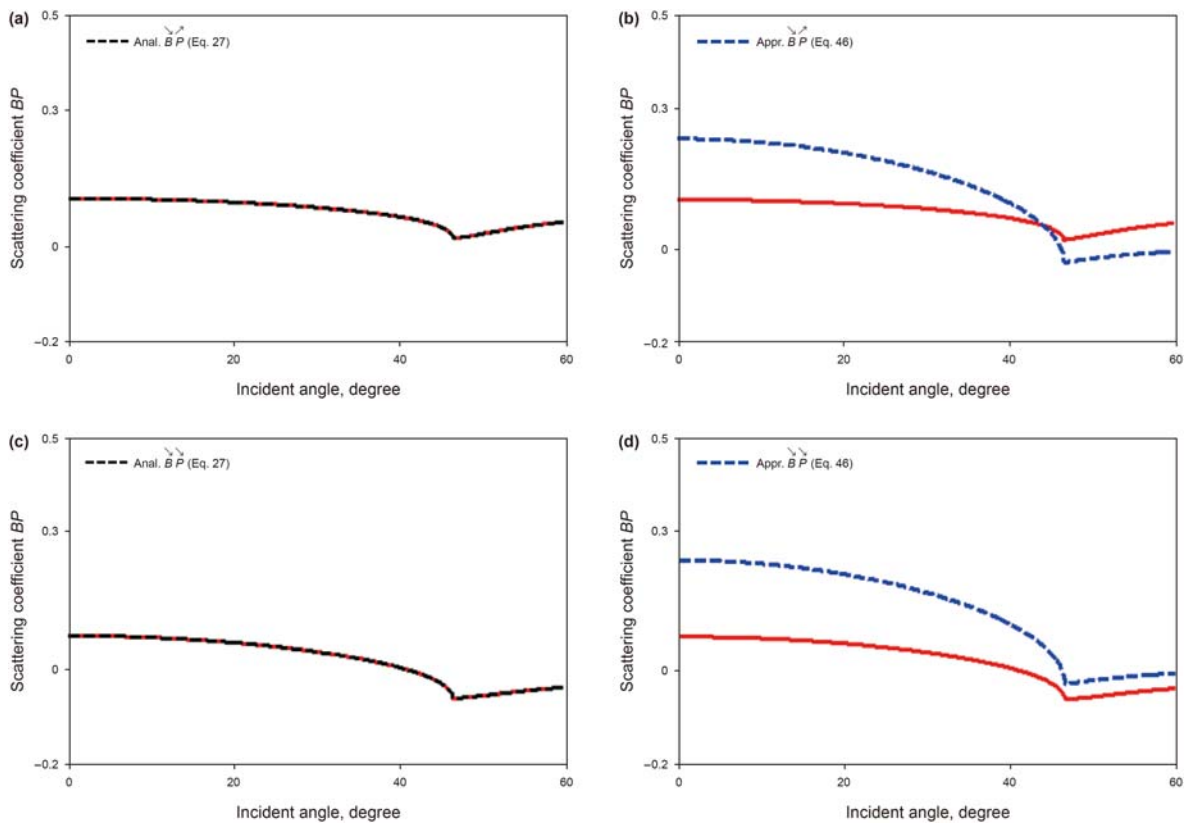 (a)
0.5
0.3
0
–0.2
Scattering coefficient BP
↘↗
Anal. B P (Eq. 27)
0
20
40
60
Incident angle, degree
(b)
0.5
0.3
0
–0.2
Scattering coefficient BP
↘↗
Appr. B P (Eq. 46)
0
20
40
60
Incident angle, degree
(c)
0.5
0.3
0
–0.2
Scattering coefficient BP
↘↘
Anal. B P (Eq. 27)
0
20
40
60
Incident angle, degree
(d)
0.5
0.3
0
–0.2
Scattering coefficient BP
↘↘
Appr. B P (Eq. 46)
0
20
40
60
Incident angle, degree